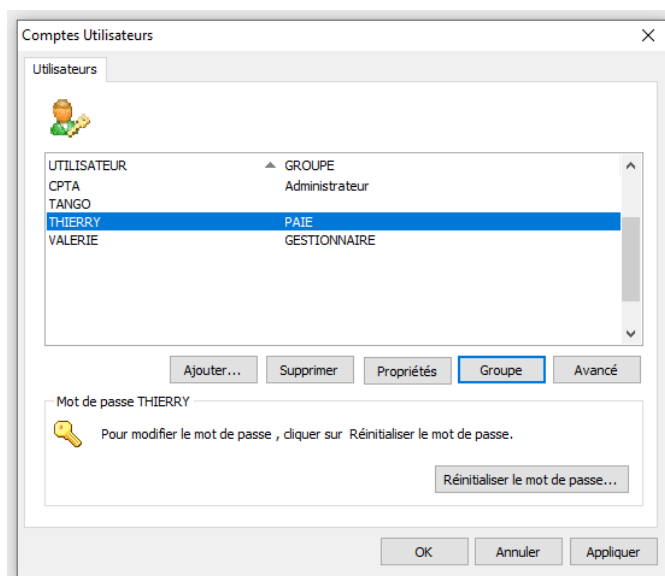 Comptes Utilisateurs
Utilisateurs
UTILISATEUR GROUPE
CPTA Administrateur
TANGO
THIERRY PAIE
VALERIE GESTIONNAIRE
Ajouter... Supprimer Propriétés Groupe Avancé
Mot de passe THIERRY
Pour modifier le mot de passe , cliquer sur Réinitialiser le mot de passe.
Réinitialiser le mot de passe...
OK Annuler Appliquer